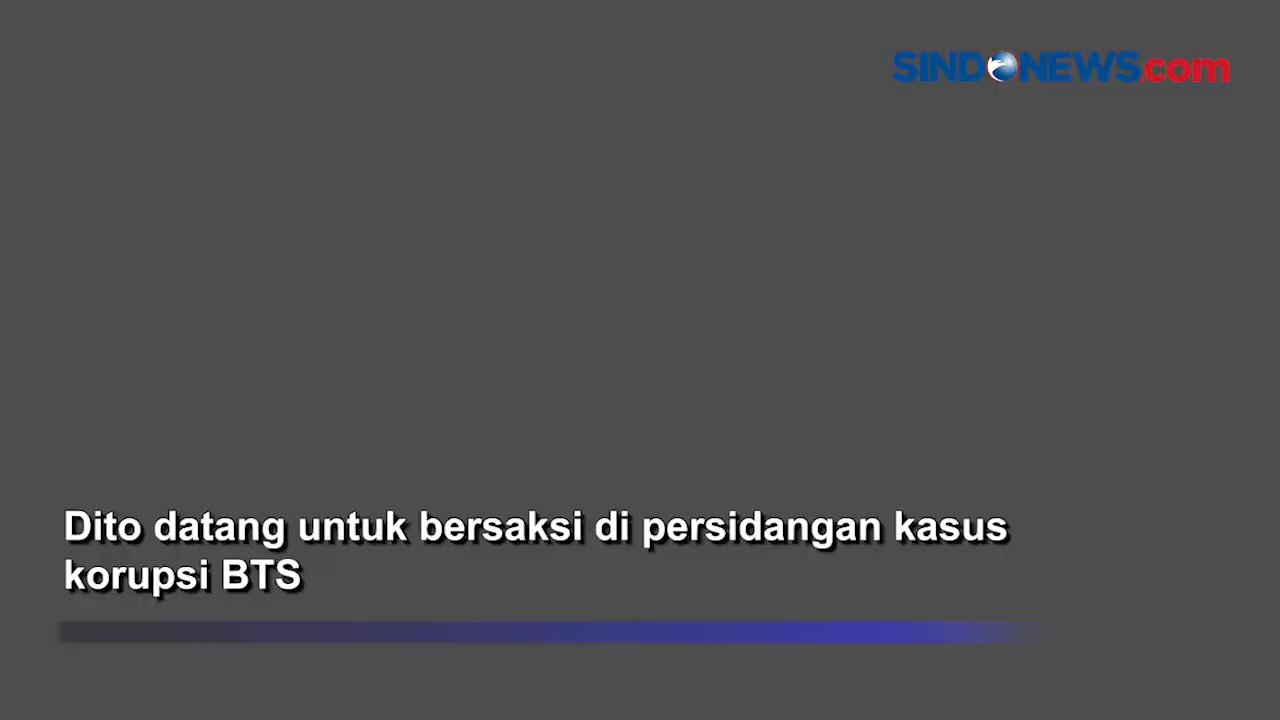 SINDONEWS.com
Dito datang untuk bersaksi di persidangan kasus
korupsi BTS